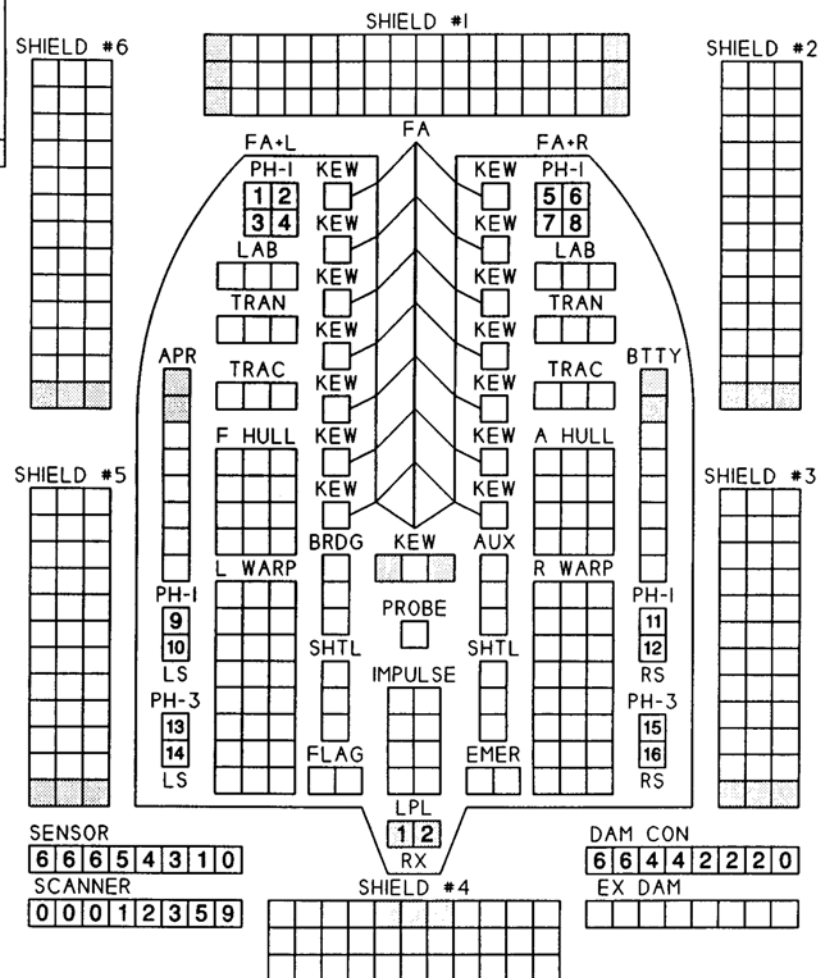 SHIELD #1
SHIELD #6
SHIELD #2
FA
FA+L FA+R
PH-1 KEW KEW PH-1
1 2 5 6
3 4 KEW KEW 7 8
LAB LAB
KEW KEW
TRAN TRAN
KEW KEW
APR BTTY
TRAC TRAC
KEW KEW
F HULL KEW KEW A HULL
SHIELD #5 SHIELD #3
KEW KEW
BRDG KEW AUX
L WARP R WARP
PH-1 PH-1
9 PROBE 11
10 12
LS SHTL SHTL RS
IMPULSE
PH-3 PH-3
13 15
14 16
LS FLAG EMER RS
LPL
1 2
RX
SENSOR DAM CON
6 6 6 5 4 3 1 0 6 6 4 4 2 2 2 0
SCANNER EX DAM
0 0 0 1 2 3 5 9
SHIELD #4